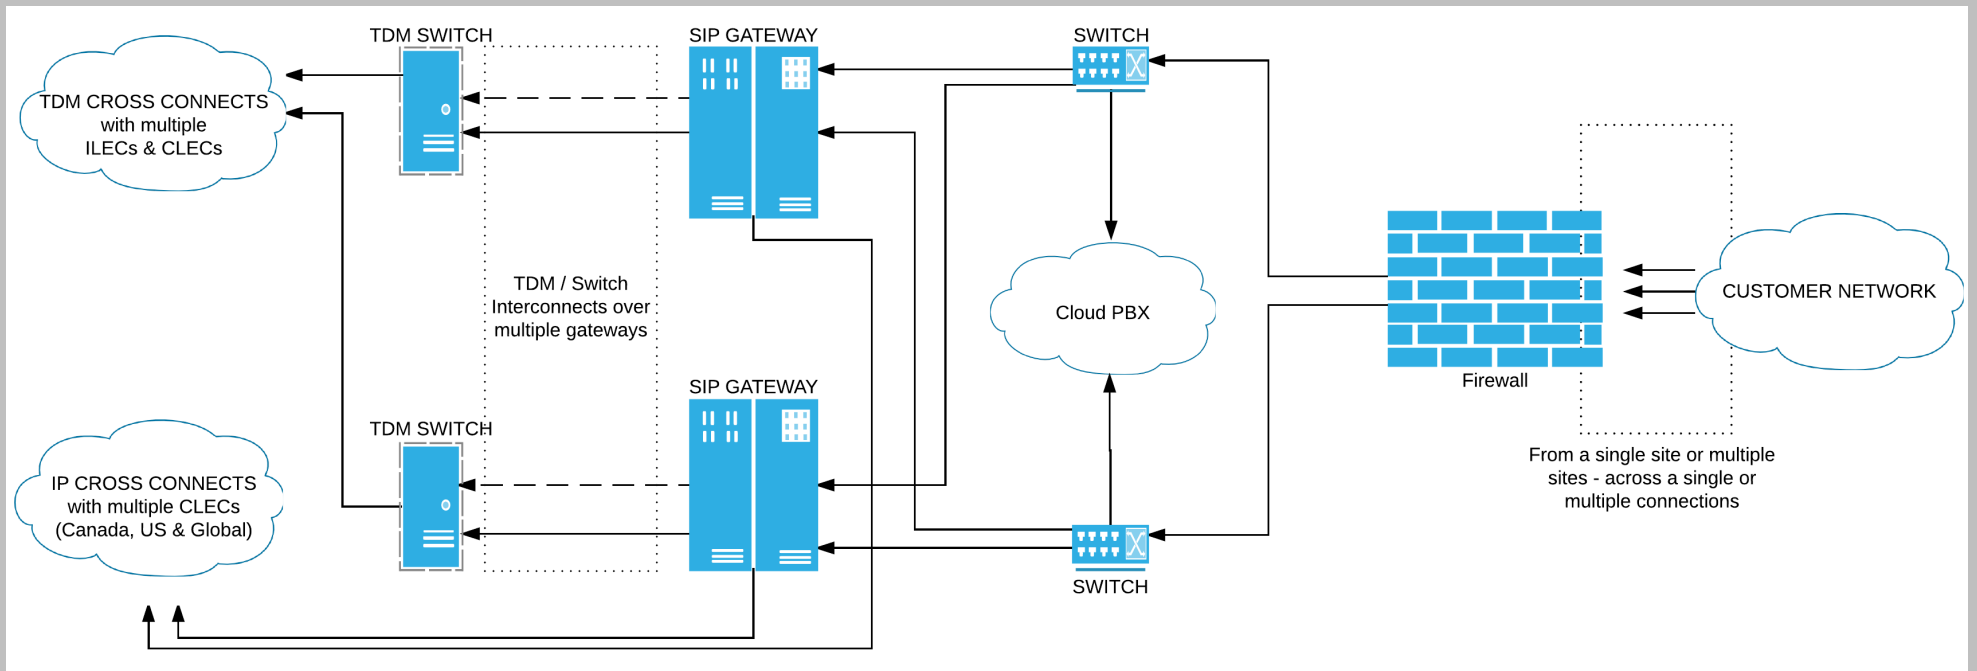 TDM SWITCH
SIP GATEWAY
SWITCH
TDM CROSS CONNECTS
with multiple
ILECs & CLECs
TDM / Switch
Interconnects over
multiple gateways
Cloud PBX
CUSTOMER NETWORK
Firewall
SIP GATEWAY
TDM SWITCH
From a single site or multiple
sites - across a single or
multiple connections
IP CROSS CONNECTS
with multiple CLECs
(Canada, US & Global)
SWITCH